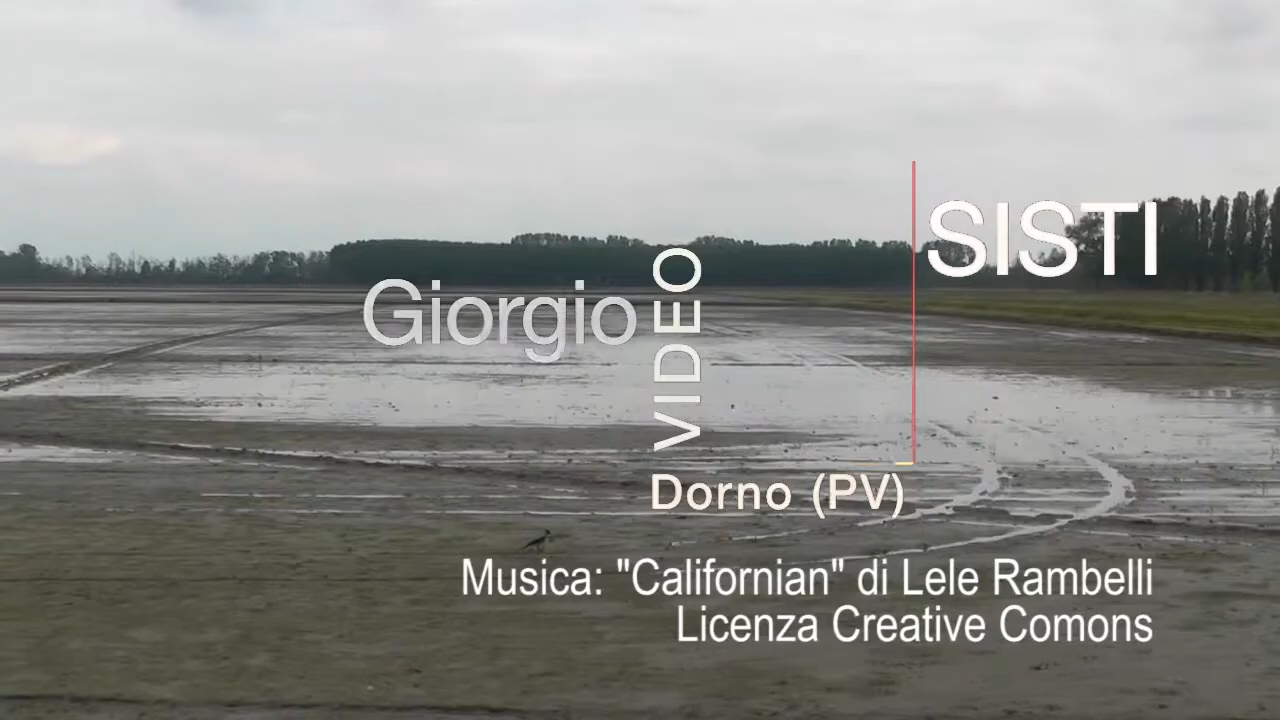 Giorgio
VIDEO
SISTI
Dorno (PV)
Musica: "Californian" di Lele Rambelli
Licenza Creative Comons